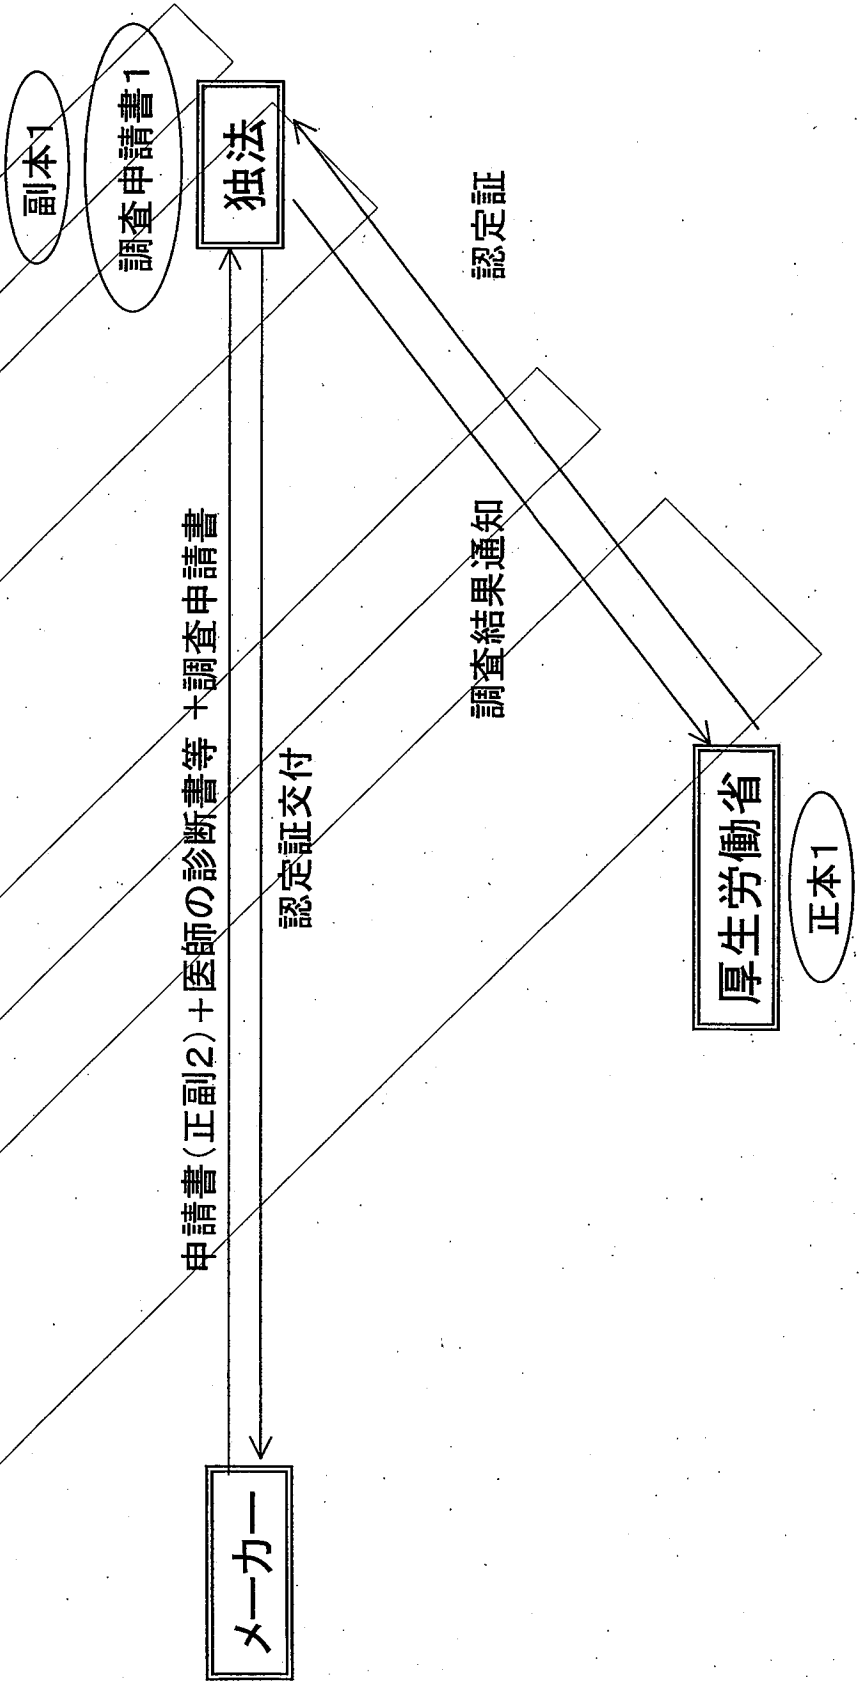 副本1
調査申請書1
独法
申請書(正副2)+医師の診断書等 +調査申請書
認定証交付
メーカー
調査結果通知
認定証
厚生労働省
正本1